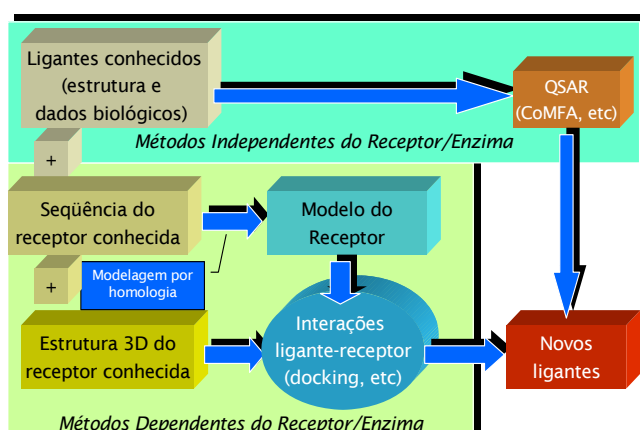 Ligantes conhecidos
(estrutura e
dados biológicos)
QSAR
(CoMFA, etc)
Métodos Independentes do Receptor/Enzima
+
Seqüência do
receptor conhecida
Modelo do
Receptor
+
Modelagem por
homologia
Estrutura 3D do
receptor conhecida
Interações
ligante-receptor
(docking, etc)
Novos
ligantes
Métodos Dependentes do Receptor/Enzima